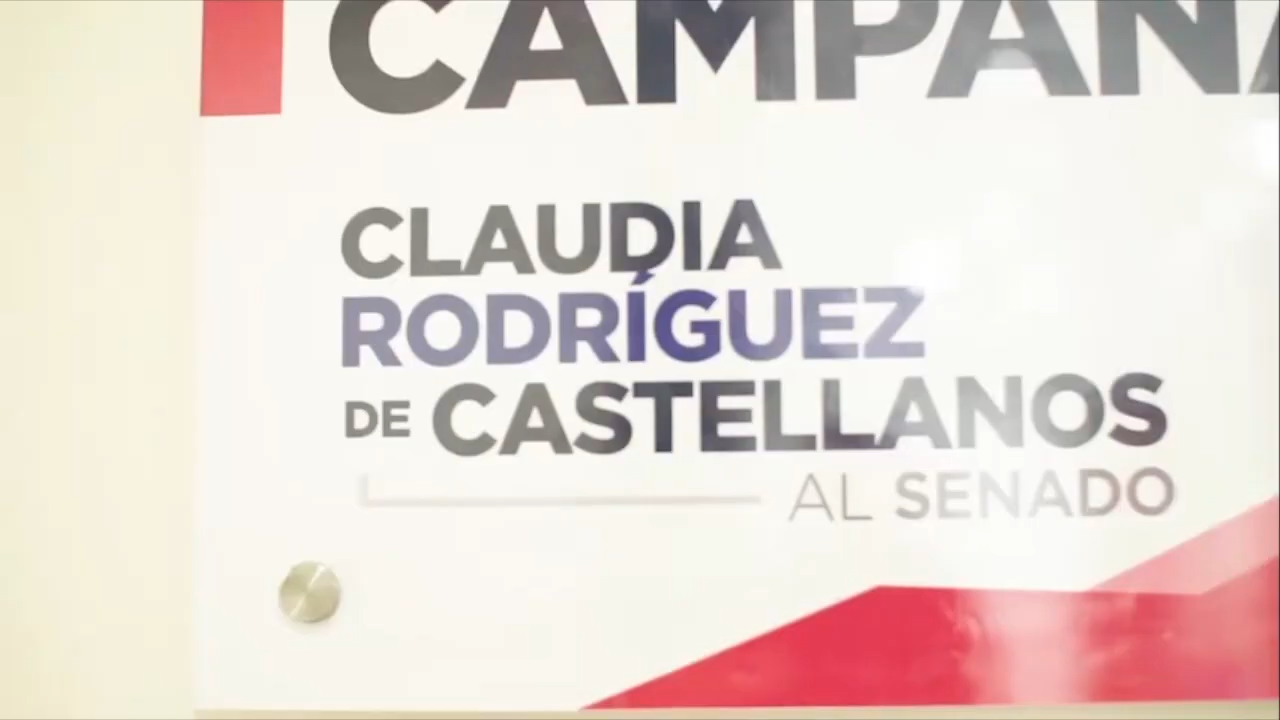 CAMPAÑA
CLAUDIA
RODRÍGUEZ
DE CASTELLANOS
AL SENADO